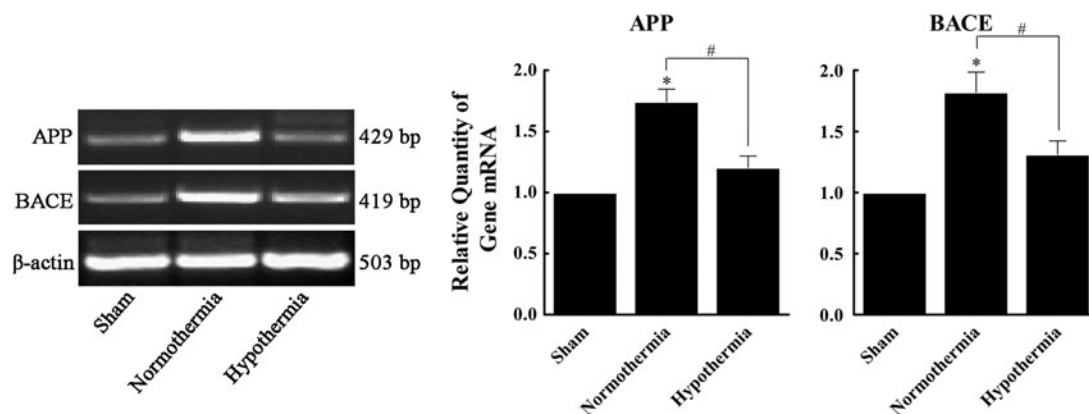 APP
429 bp
BACE
419 bp
β-actin
503 bp
Sham
Normothermia
Hypothermia
APP
#
2.0
*
1.5
1.0
0.5
0.0
Relative Quantity of
Gene mRNA
Sham
Normothermia
Hypothermia
BACE
#
2.0
*
1.5
1.0
0.5
0.0
Sham
Normothermia
Hypothermia